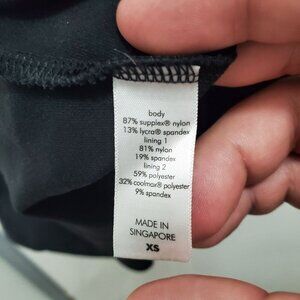 body
87% supplex® nylon
13% lycra® spandex
lining 1
81% nylon
19% spandex
lining 2
59% polyester
32% coolmax® polyester
9% spandex
MADE IN
SINGAPORE
XS